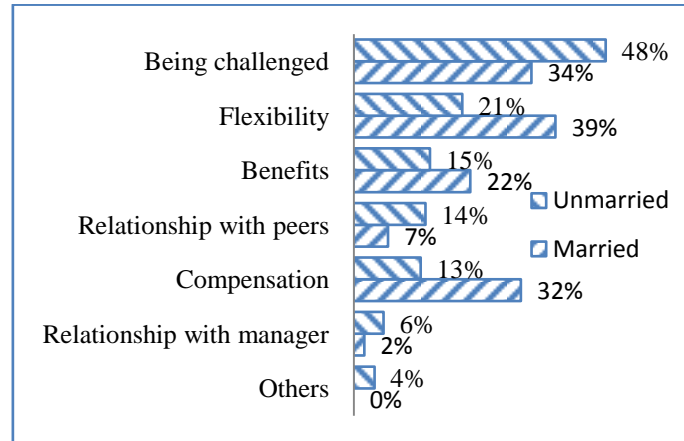 Being challenged
48%
34%
Flexibility
21%
39%
Benefits
15%
22%
Unmarried
Relationship with peers
14%
7%
Married
Compensation
13%
32%
Relationship with manager
6%
2%
Others
4%
0%